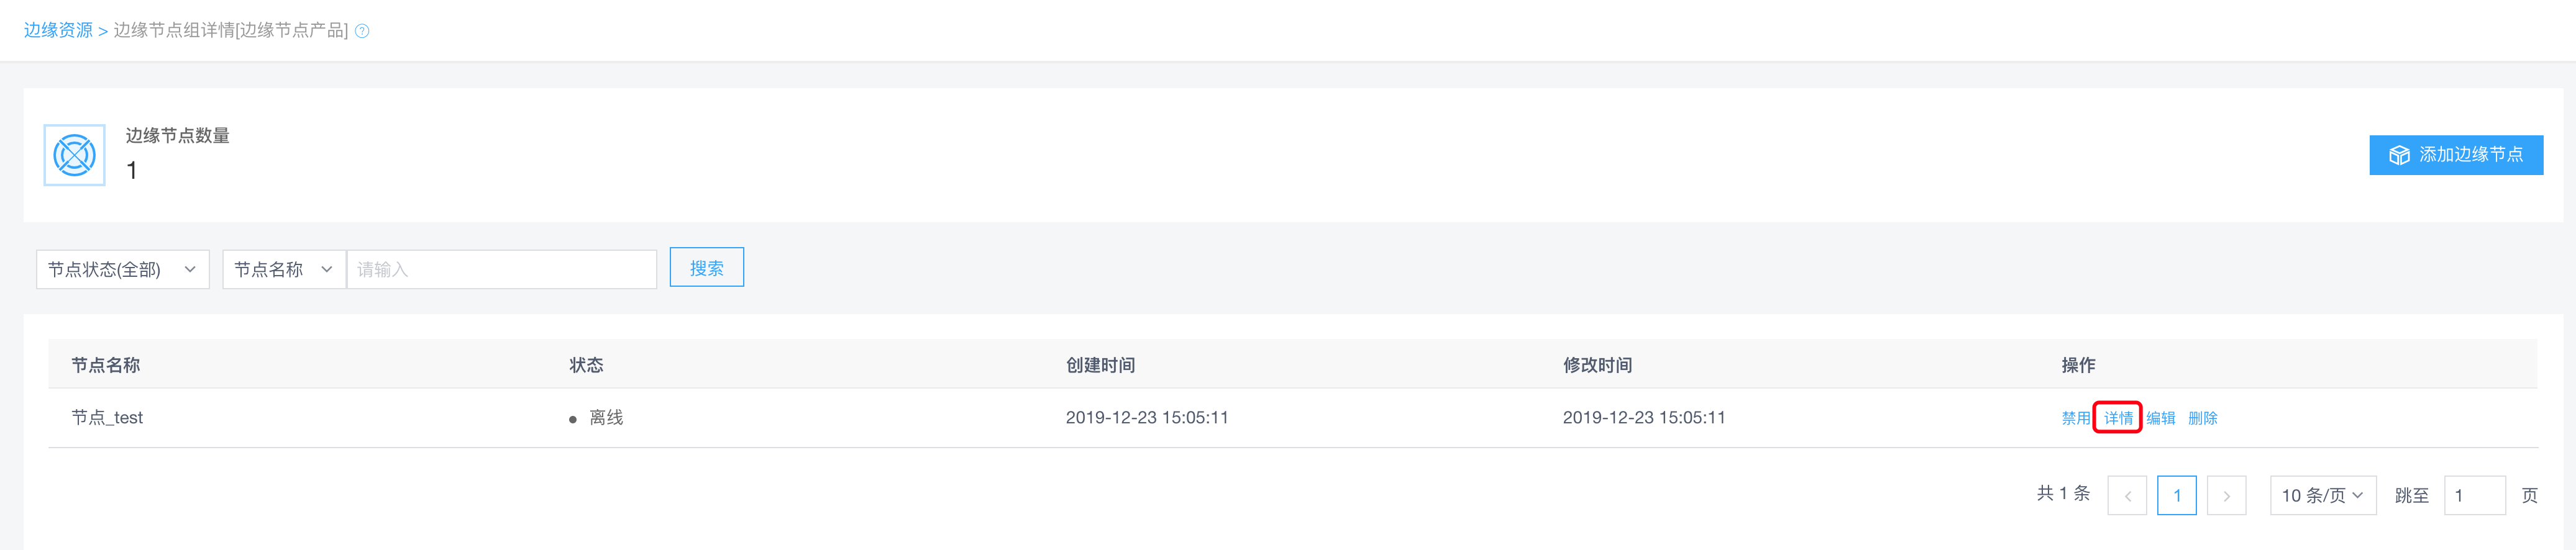 边缘资源 > 边缘节点组详情[边缘节点产品] ?
边缘节点数量
1
添加边缘节点
节点状态(全部) 节点名称 请输入 搜索
节点名称 状态 创建时间 修改时间 操作
节点_test 离线 2019-12-23 15:05:11 2019-12-23 15:05:11 禁用 详情 编辑 删除
共 1 条 < 1 > 10 条/页 跳至 1 页